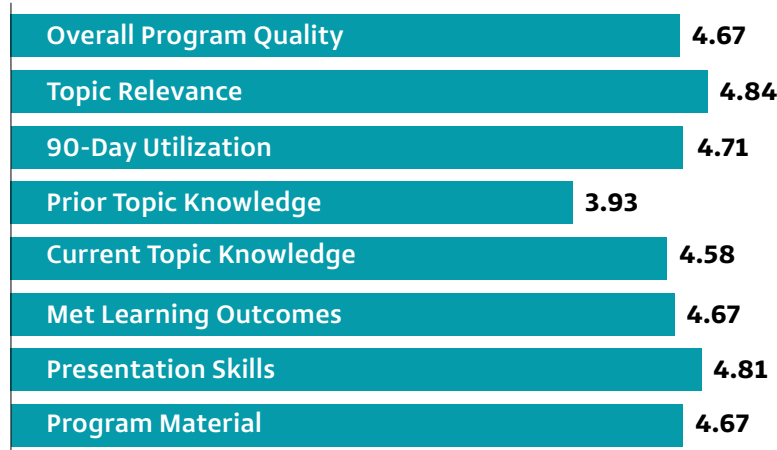 Overall Program Quality 4.67
Topic Relevance 4.84
90-Day Utilization 4.71
Prior Topic Knowledge 3.93
Current Topic Knowledge 4.58
Met Learning Outcomes 4.67
Presentation Skills 4.81
Program Material 4.67